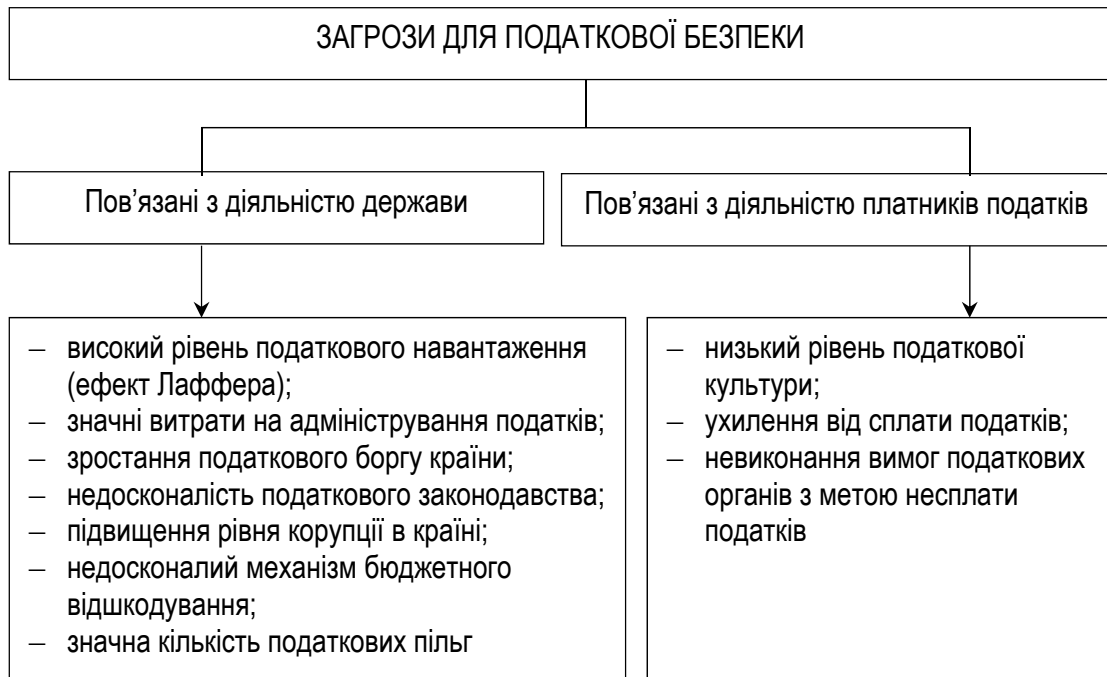 ЗАГРОЗИ ДЛЯ ПОДАТКОВОЇ БЕЗПЕКИ
Пов’язані з діяльністю держави
Пов’язані з діяльністю платників податків
– високий рівень податкового навантаження
(ефект Лаффера);
– значні витрати на адміністрування податків;
– зростання податкового боргу країни;
– недосконалість податкового законодавства;
– підвищення рівня корупції в країні;
– недосконалий механізм бюджетного
відшкодування;
– значна кількість податкових пільг
– низький рівень податкової
культури;
– ухилення від сплати податків;
– невиконання вимог податкових
органів з метою несплати
податків